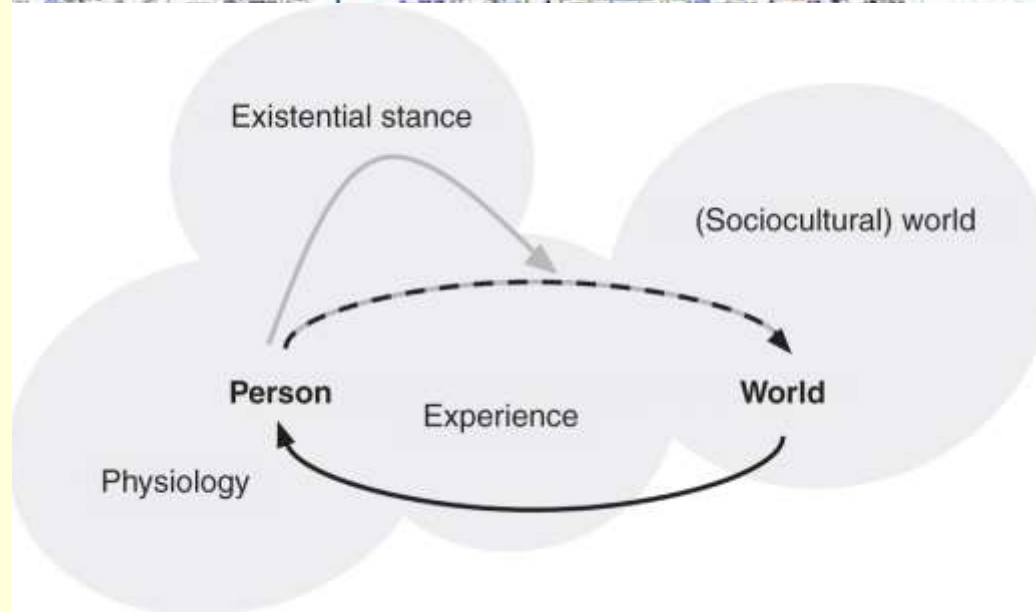 Existential stance
(Sociocultural) world
Person
World
Experience
Physiology